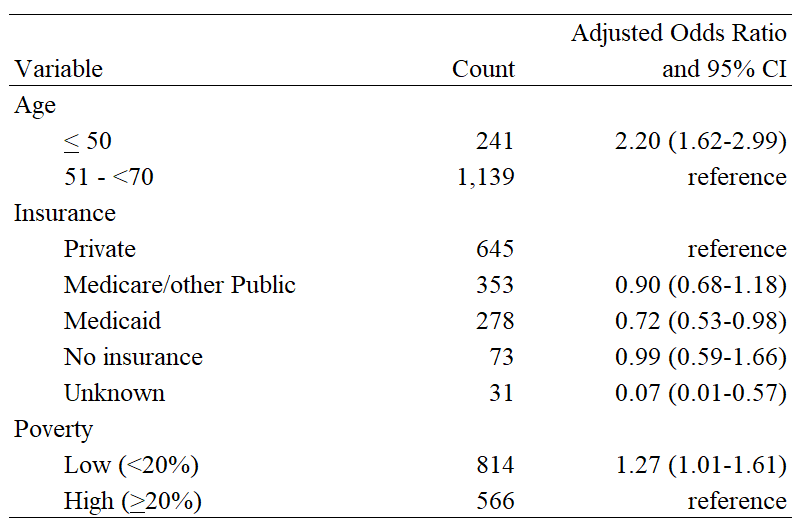 Adjusted Odds Ratio
Variable Count and 95% CI
Age
≤ 50 241 2.20 (1.62-2.99)
51 - <70 1,139 reference
Insurance
Private 645 reference
Medicare/other Public 353 0.90 (0.68-1.18)
Medicaid 278 0.72 (0.53-0.98)
No insurance 73 0.99 (0.59-1.66)
Unknown 31 0.07 (0.01-0.57)
Poverty
Low (<20%) 814 1.27 (1.01-1.61)
High (≥20%) 566 reference